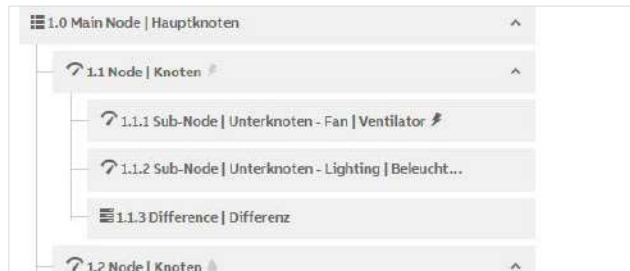 1.0 Main Node | Hauptknoten
1.1 Node | Knoten
1.1.1 Sub-Node | Unterknoten - Fan | Ventilator
1.1.2 Sub-Node | Unterknoten - Lighting | Beleucht...
1.1.3 Difference | Differenz
1.2 Node | Knoten